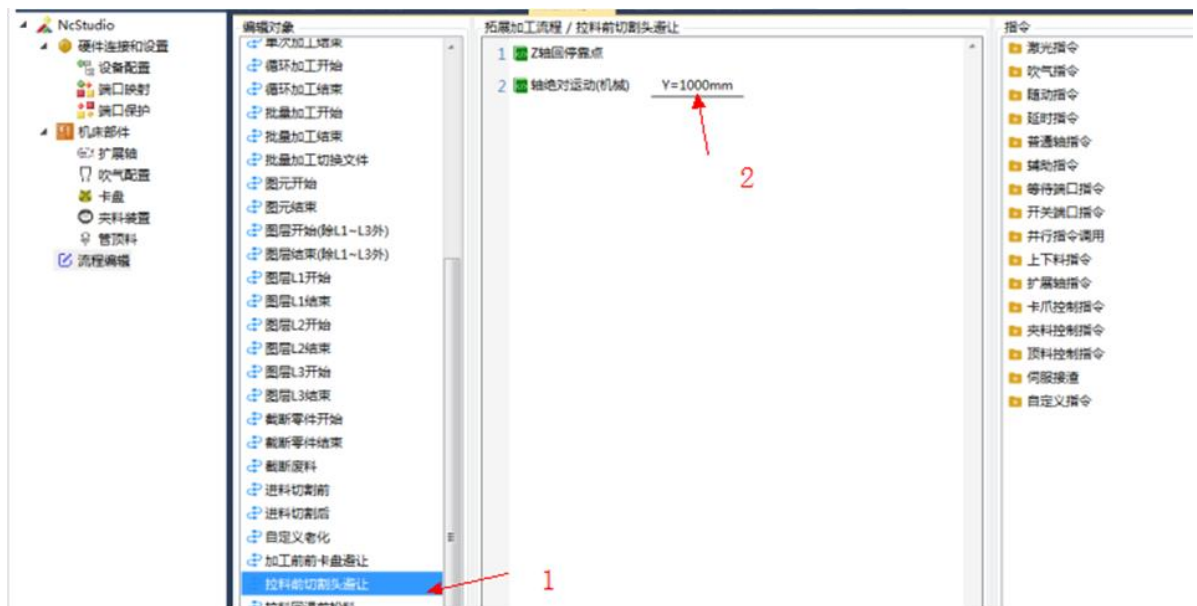 NcStudio
硬件连接和设置
设备配置
端口映射
端口保护
机床部件
扩展轴
吹气配置
卡盘
夹料装置
管顶料
流程编辑
编辑对象
单次加工结束
循环加工开始
循环加工结束
批量加工开始
批量加工结束
批量加工切换文件
图元开始
图元结束
图层开始(除L1~L3外)
图层结束(除L1~L3外)
图层L1开始
图层L1结束
图层L2开始
图层L2结束
图层L3开始
图层L3结束
截断零件开始
截断零件结束
截断废料
进料切割前
进料切割后
自定义老化
加工前前卡盘避让
拉料前切割头避让
拓展加工流程 / 拉料前切割头避让
1 Z轴回停靠点
2 轴绝对运动(机械) Y=1000mm
2
1
指令
激光指令
吹气指令
随动指令
延时指令
普通轴指令
辅助指令
等待端口指令
开关端口指令
并行指令调用
上下料指令
扩展轴指令
卡爪控制指令
夹料控制指令
顶料控制指令
伺服接渣
自定义指令